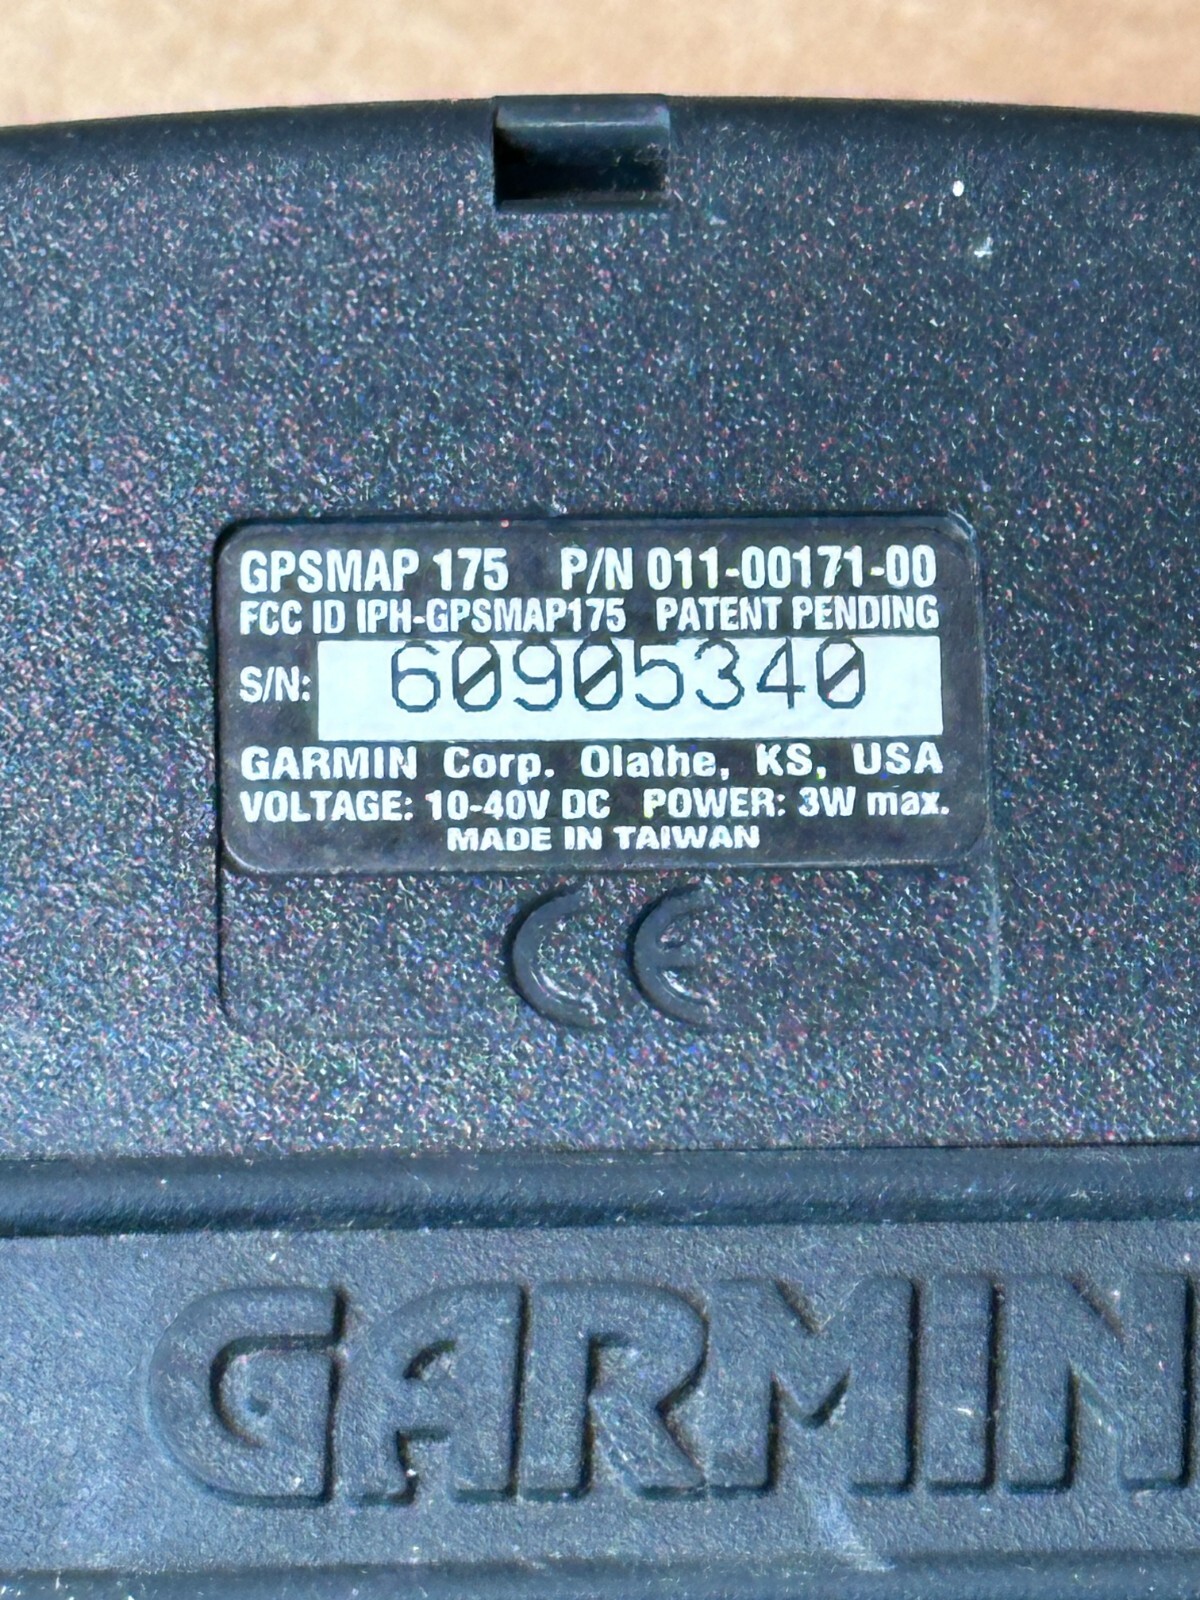 GPSMAP 175 P/N 011-00171-00
FCC ID IPH-GPSMAP175 PATENT PENDING
S/N: 60905340
GARMIN Corp. Olathe, KS, USA
VOLTAGE: 10-40V DC POWER: 3W max.
MADE IN TAIWAN
CE
GARMIN